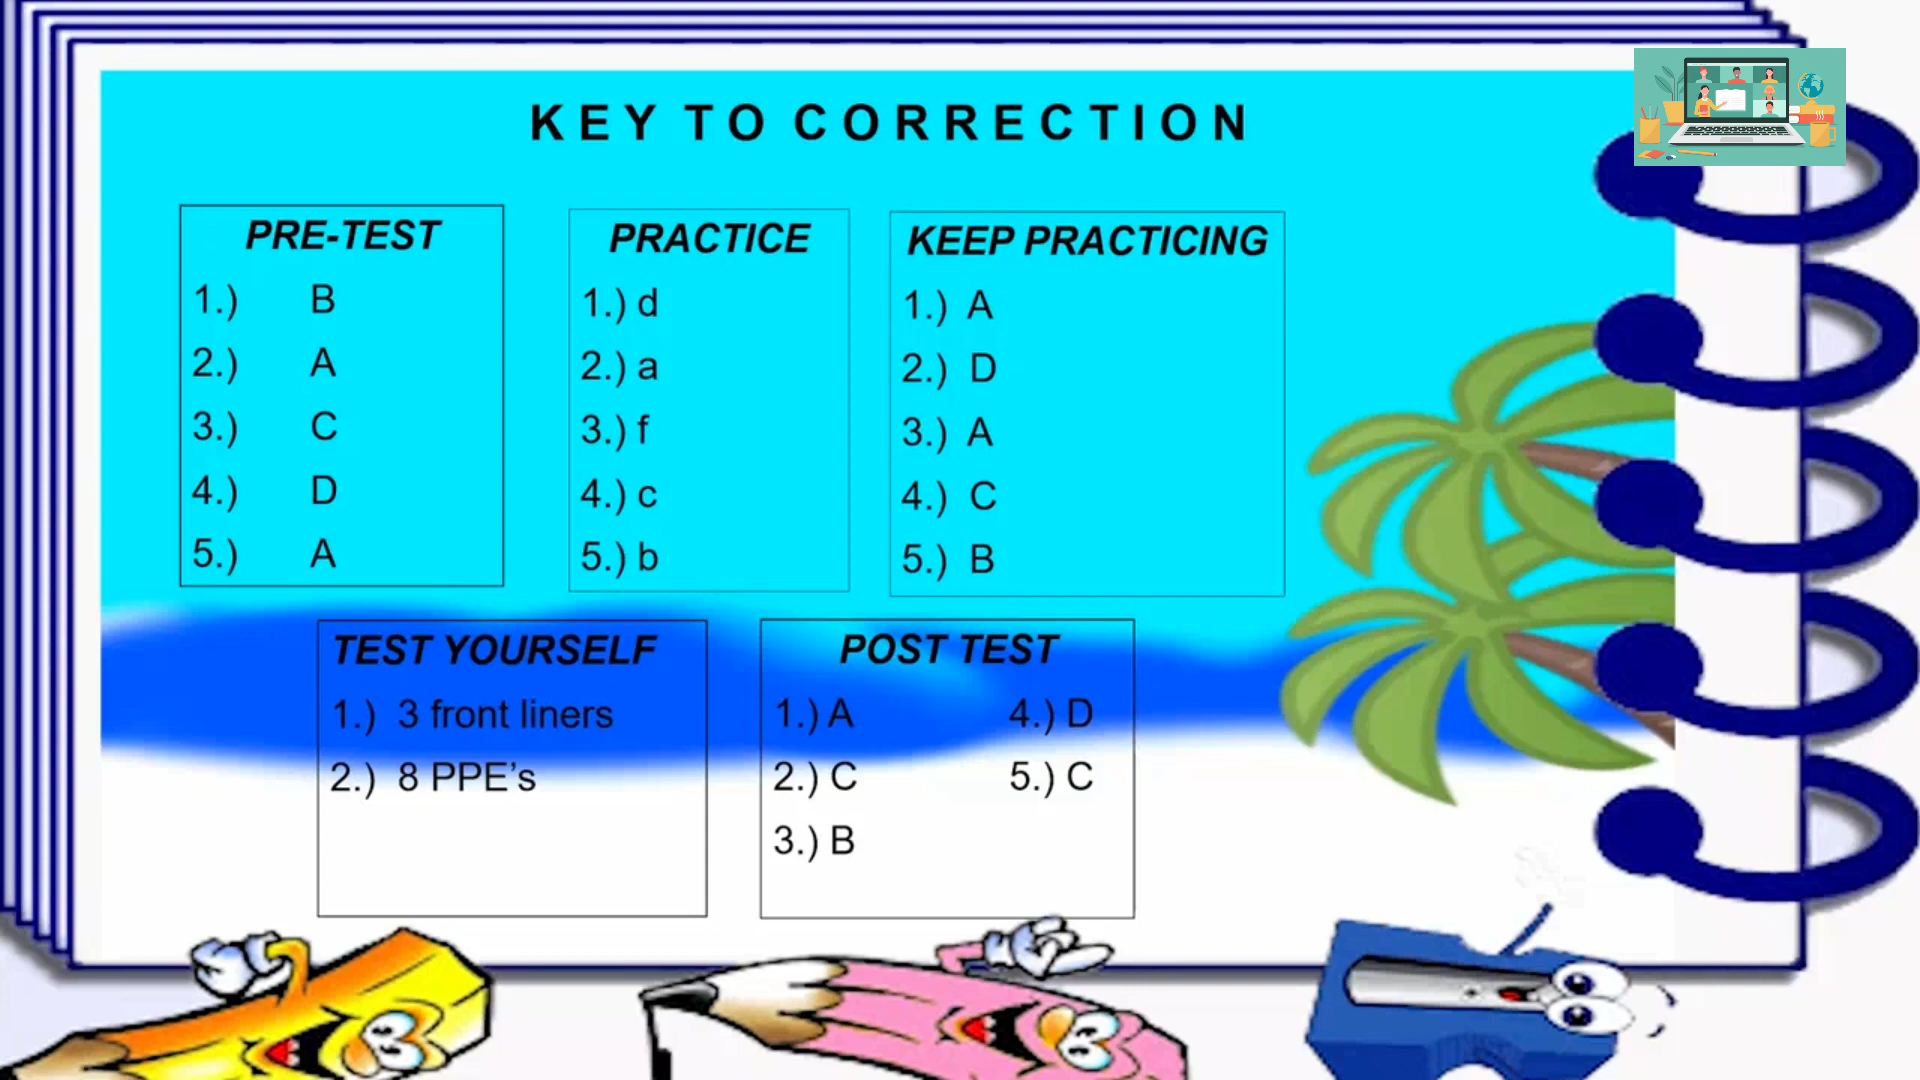 KEY TO CORRECTION
PRE-TEST
1.) B
2.) A
3.) C
4.) D
5.) A
PRACTICE
1.) d
2.) a
3.) f
4.) c
5.) b
KEEP PRACTICING
1.) A
2.) D
3.) A
4.) C
5.) B
TEST YOURSELF
1.) 3 front liners
2.) 8 PPE’s
POST TEST
1.) A 4.) D
2.) C 5.) C
3.) B